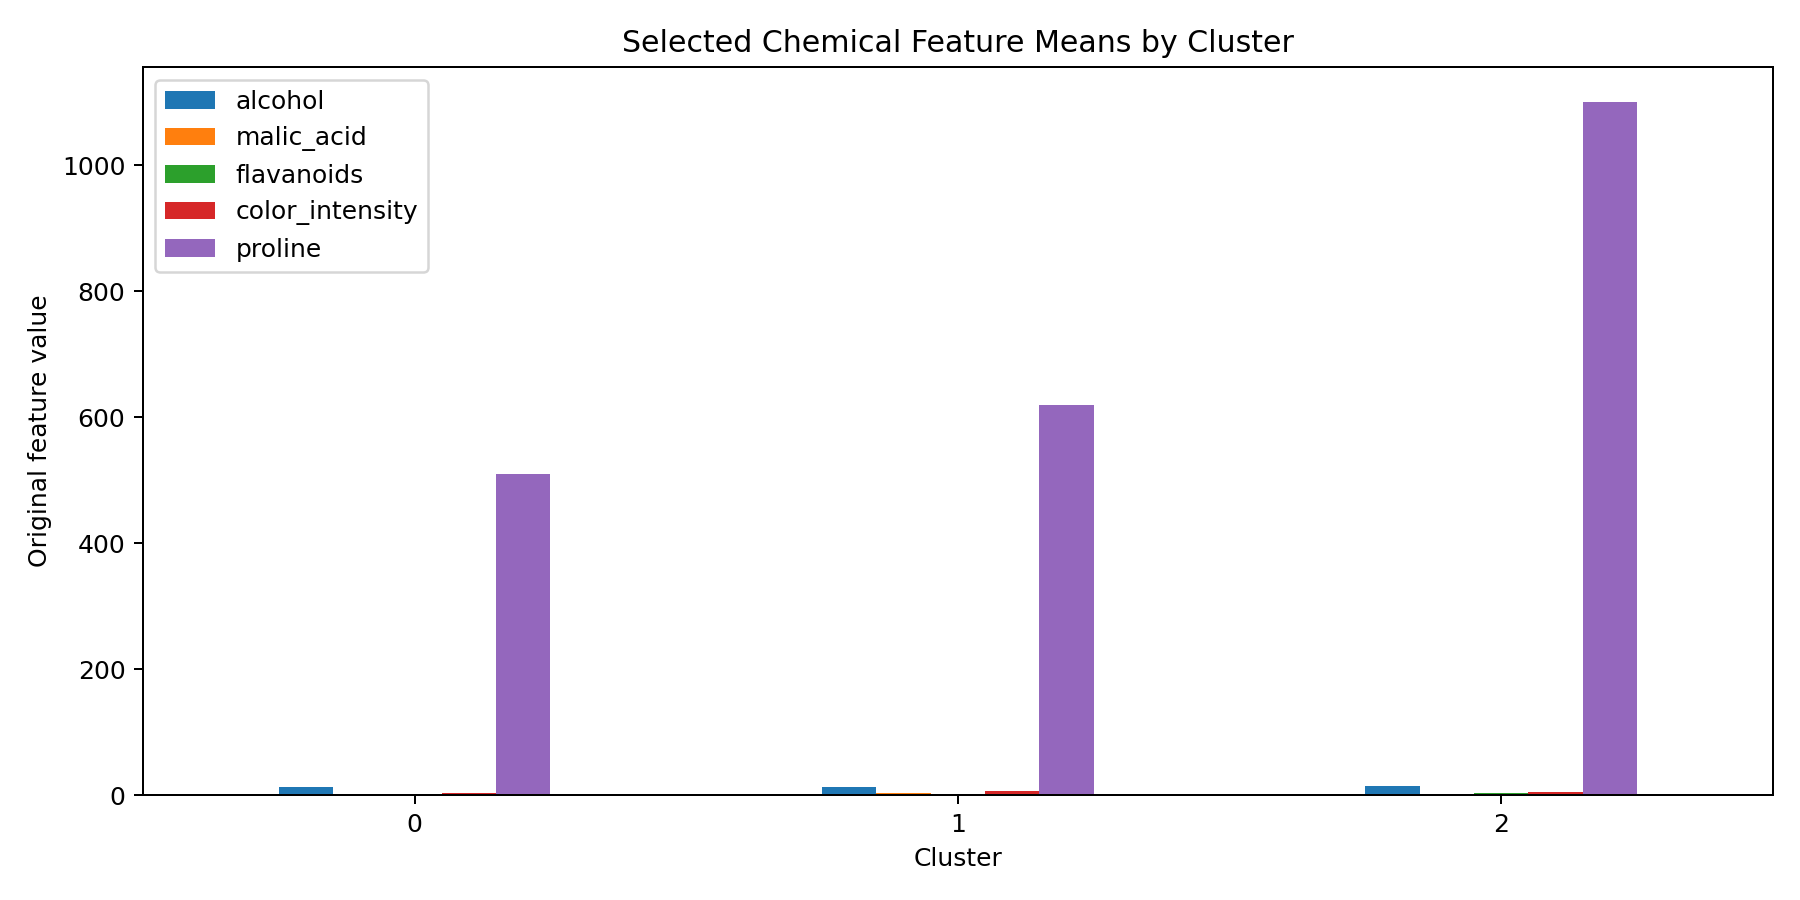 Selected Chemical Feature Means by Cluster
alcohol
malic_acid
flavanoids
color_intensity
proline
Original feature value
1000
800
600
400
200
0
0 1 2
Cluster